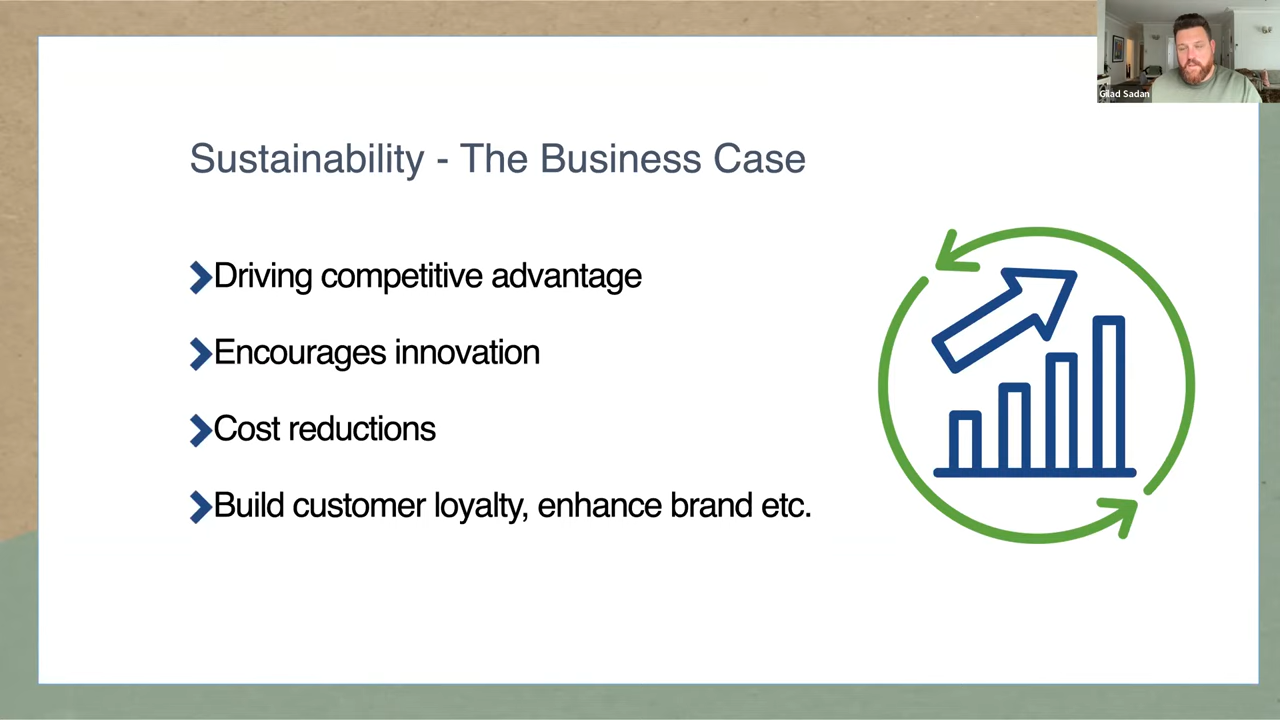 Gilad Sadan
Sustainability - The Business Case
Driving competitive advantage
Encourages innovation
Cost reductions
Build customer loyalty, enhance brand etc.